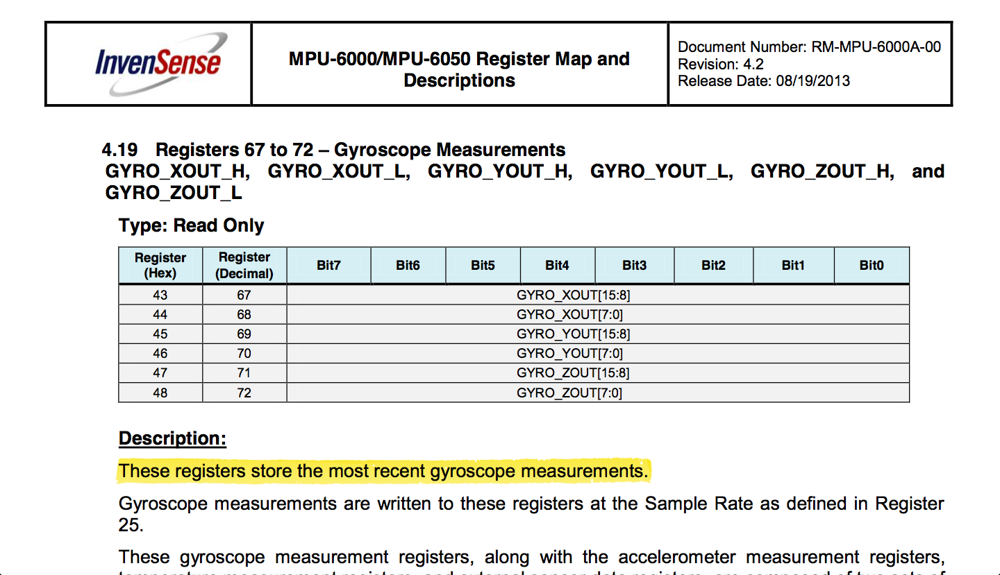 InvenSense
MPU-6000/MPU-6050 Register Map and
Descriptions
Document Number: RM-MPU-6000A-00
Revision: 4.2
Release Date: 08/19/2013
4.19 Registers 67 to 72 – Gyroscope Measurements
GYRO_XOUT_H, GYRO_XOUT_L, GYRO_YOUT_H, GYRO_YOUT_L, GYRO_ZOUT_H, and
GYRO_ZOUT_L
Type: Read Only
Register (Hex) Register (Decimal) Bit7 Bit6 Bit5 Bit4 Bit3 Bit2 Bit1 Bit0
43 67 GYRO_XOUT[15:8]
44 68 GYRO_XOUT[7:0]
45 69 GYRO_YOUT[15:8]
46 70 GYRO_YOUT[7:0]
47 71 GYRO_ZOUT[15:8]
48 72 GYRO_ZOUT[7:0]
Description:
These registers store the most recent gyroscope measurements.
Gyroscope measurements are written to these registers at the Sample Rate as defined in Register
25.
These gyroscope measurement registers, along with the accelerometer measurement registers,